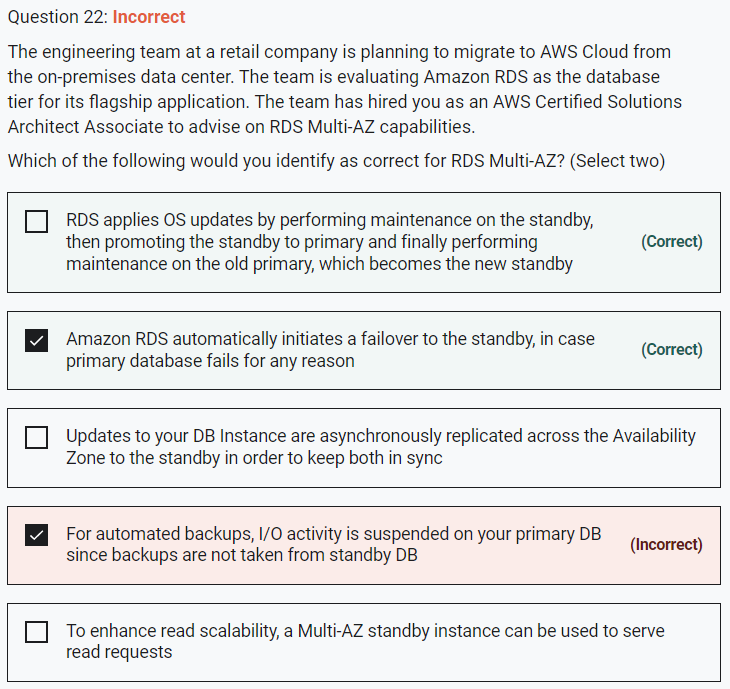 Question 22: Incorrect
The engineering team at a retail company is planning to migrate to AWS Cloud from
the on-premises data center. The team is evaluating Amazon RDS as the database
tier for its flagship application. The team has hired you as an AWS Certified Solutions
Architect Associate to advise on RDS Multi-AZ capabilities.
Which of the following would you identify as correct for RDS Multi-AZ? (Select two)
RDS applies OS updates by performing maintenance on the standby,
then promoting the standby to primary and finally performing
maintenance on the old primary, which becomes the new standby
(Correct)
Amazon RDS automatically initiates a failover to the standby, in case
primary database fails for any reason
(Correct)
Updates to your DB Instance are asynchronously replicated across the Availability
Zone to the standby in order to keep both in sync
For automated backups, I/O activity is suspended on your primary DB
since backups are not taken from standby DB
(Incorrect)
To enhance read scalability, a Multi-AZ standby instance can be used to serve
read requests